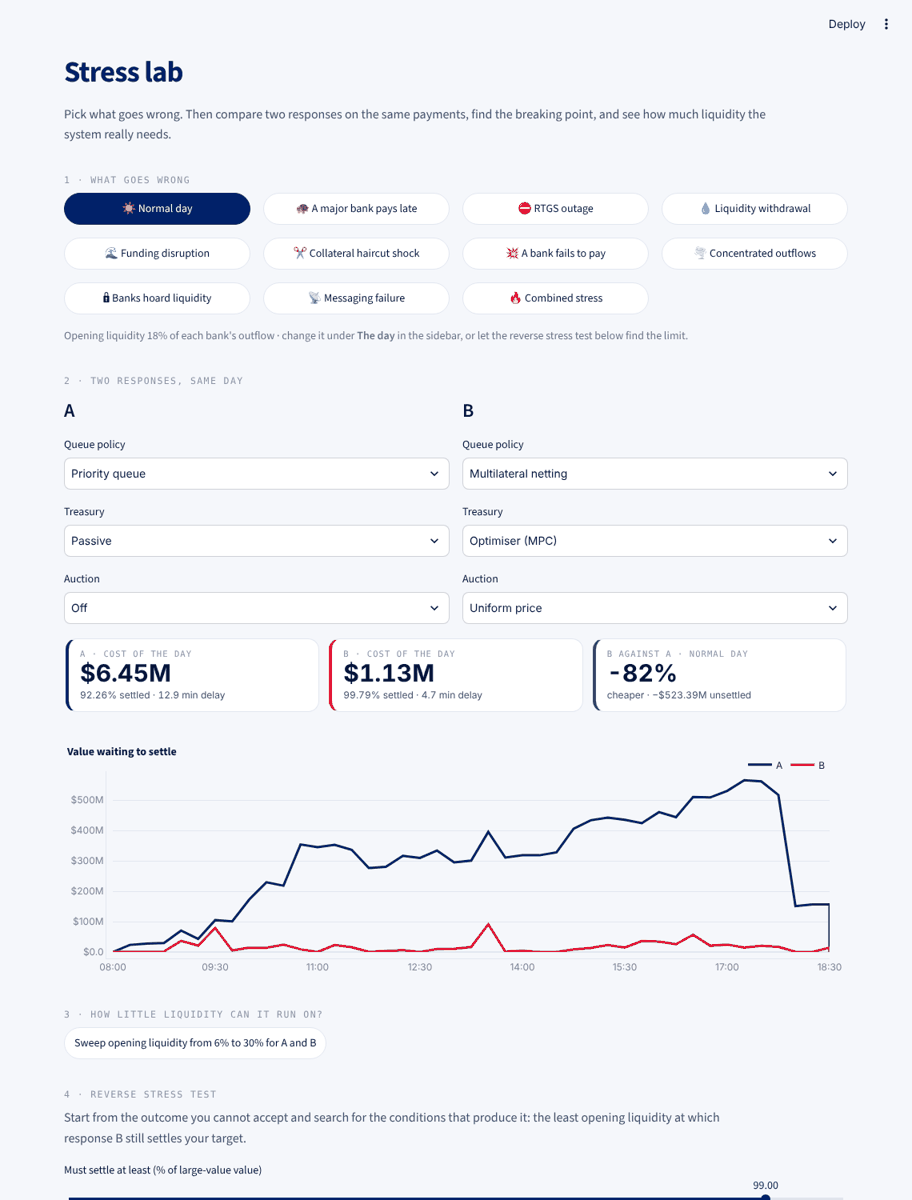 Deploy
Stress lab
Pick what goes wrong. Then compare two responses on the same payments, find the breaking point, and see how much liquidity the
system really needs.
1 · WHAT GOES WRONG
☀️ Normal day
🐢 A major bank pays late
⛔ RTGS outage
💧 Liquidity withdrawal
🌊 Funding disruption
✂️ Collateral haircut shock
💥 A bank fails to pay
🌪️ Concentrated outflows
🔒 Banks hoard liquidity
📡 Messaging failure
🔥 Combined stress
Opening liquidity 18% of each bank's outflow · change it under The day in the sidebar, or let the reverse stress test below find the limit.
2 · TWO RESPONSES, SAME DAY
A
B
Queue policy
Queue policy
Priority queue
Multilateral netting
Treasury
Treasury
Passive
Optimiser (MPC)
Auction
Auction
Off
Uniform price
A · COST OF THE DAY
$6.45M
92.26% settled · 12.9 min delay
B · COST OF THE DAY
$1.13M
99.79% settled · 4.7 min delay
B AGAINST A · NORMAL DAY
-82%
cheaper · −$523.39M unsettled
Value waiting to settle
A
B
$500M
$400M
$300M
$200M
$100M
$0.0
08:00
09:30
11:00
12:30
14:00
15:30
17:00
18:30
3 · HOW LITTLE LIQUIDITY CAN IT RUN ON?
Sweep opening liquidity from 6% to 30% for A and B
4 · REVERSE STRESS TEST
Start from the outcome you cannot accept and search for the conditions that produce it: the least opening liquidity at which
response B still settles your target.
Must settle at least (% of large-value value)
99.00